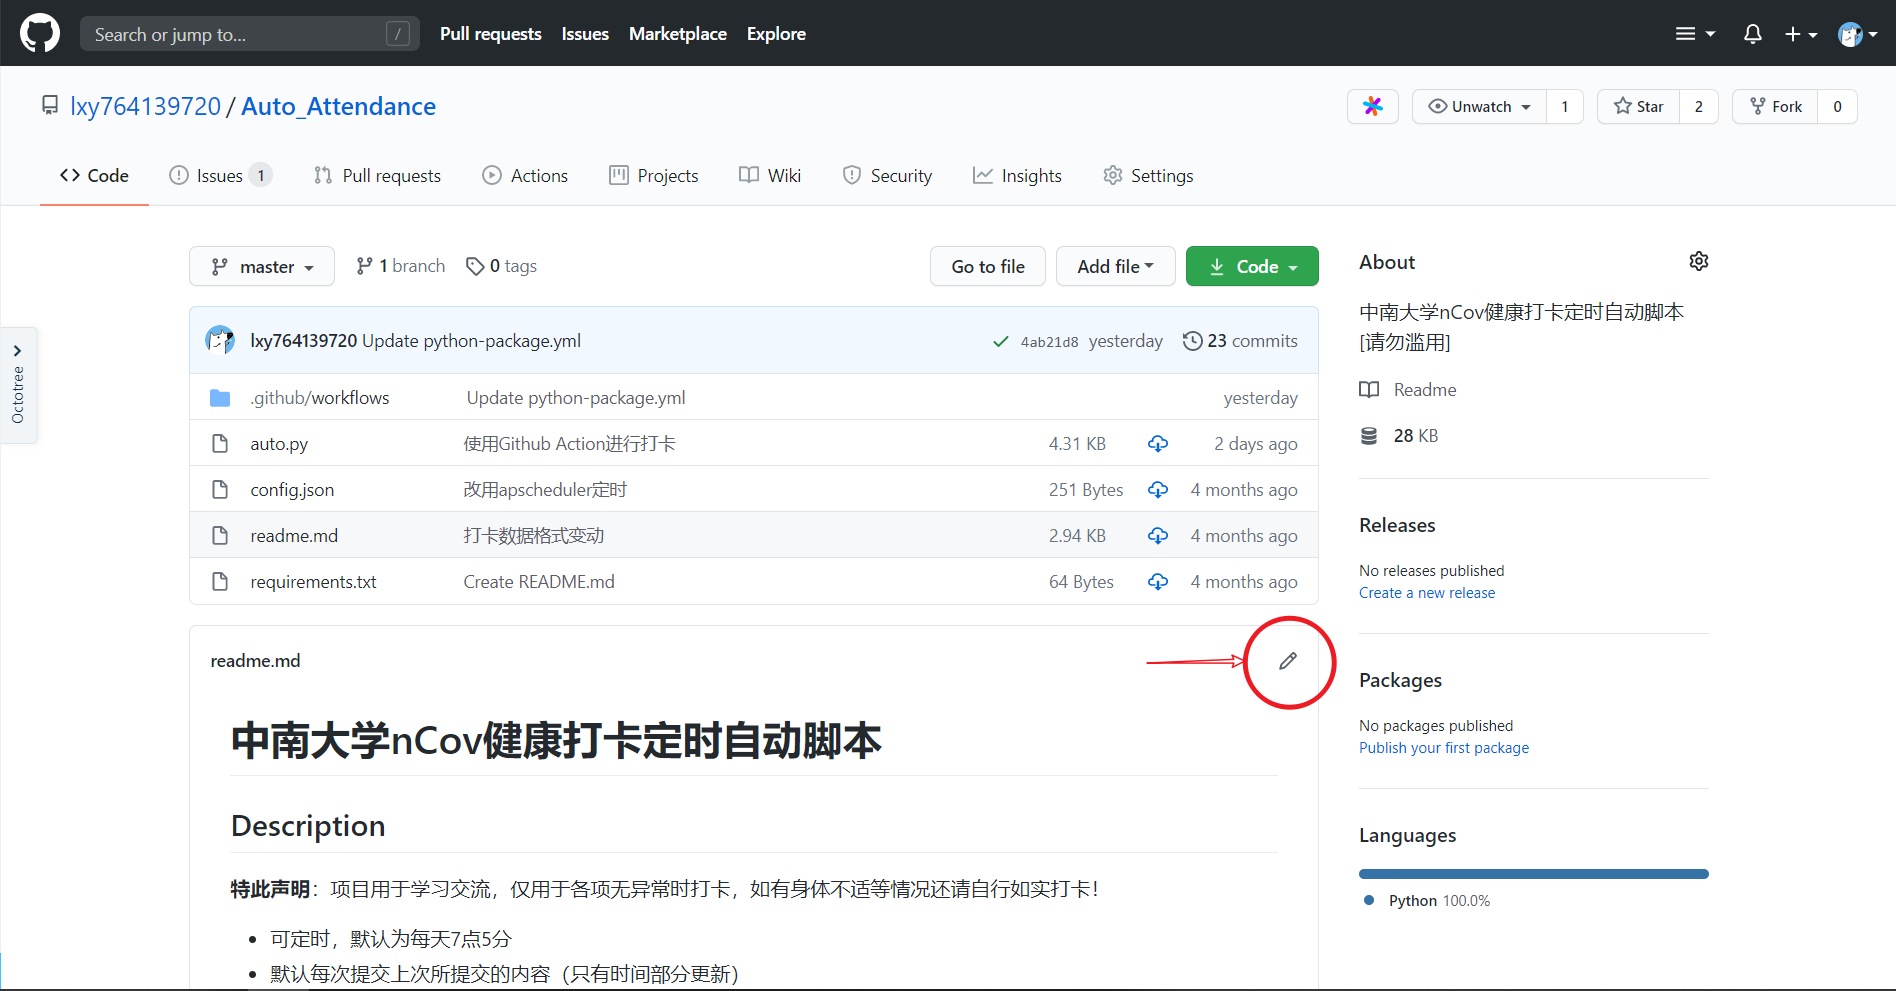 Search or jump to... /
Pull requests Issues Marketplace Explore
lxy764139720 / Auto_Attendance
Unwatch 1 Star 2 Fork 0
Code Issues 1 Pull requests Actions Projects Wiki Security Insights Settings
master 1 branch 0 tags Go to file Add file Code
lxy764139720 Update python-package.yml 4ab21d8 yesterday 23 commits
.github/workflows Update python-package.yml yesterday
auto.py 使用Github Action进行打卡 4.31 KB 2 days ago
config.json 改用apscheduler定时 251 Bytes 4 months ago
readme.md 打卡数据格式变动 2.94 KB 4 months ago
requirements.txt Create README.md 64 Bytes 4 months ago
Octotree
readme.md
中南大学nCov健康打卡定时自动脚本
Description
特此声明：项目用于学习交流，仅用于各项无异常时打卡，如有身体不适等情况还请自行如实打卡！
可定时，默认为每天7点5分
默认每次提交上次所提交的内容（只有时间部分更新）
About
中南大学nCov健康打卡定时自动脚本
[请勿滥用]
Readme
28 KB
Releases
No releases published
Create a new release
Packages
No packages published
Publish your first package
Languages
Python 100.0%